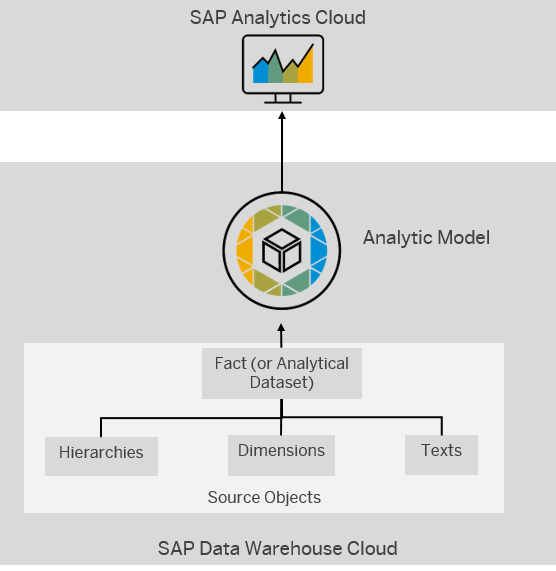 SAP Analytics Cloud
Analytic Model
Fact (or Analytical
Dataset)
Hierarchies
Dimensions
Texts
Source Objects
SAP Data Warehouse Cloud